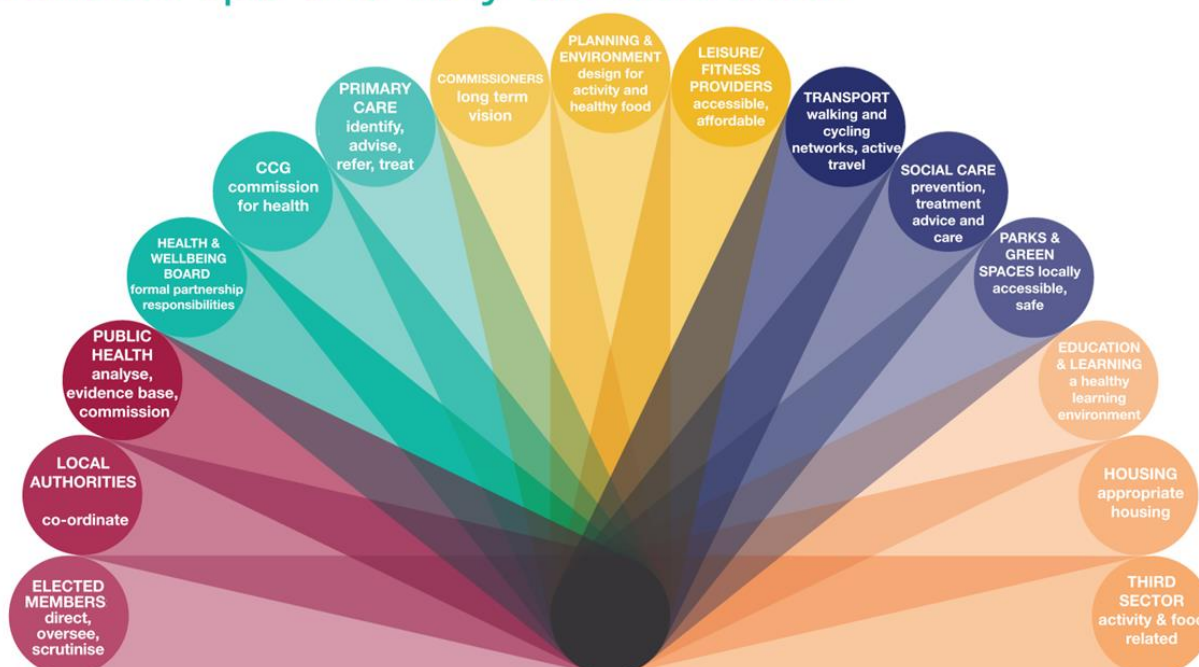 ELECTED
MEMBERS
direct,
oversee,
scrutinise
LOCAL
AUTHORITIES
co-ordinate
PUBLIC
HEALTH
analyse,
evidence base,
commission
HEALTH &
WELLBEING
BOARD
formal partnership
responsibilities
CCG
commission
for health
PRIMARY
CARE
identify,
advise,
refer, treat
COMMISSIONERS
long term
vision
PLANNING &
ENVIRONMENT
design for
activity and
healthy food
LEISURE/
FITNESS
PROVIDERS
accessible,
affordable
TRANSPORT
walking and
cycling
networks, active
travel
SOCIAL CARE
prevention,
treatment
advice and
care
PARKS &
GREEN
SPACES locally
accessible,
safe
EDUCATION
& LEARNING
a healthy
learning
environment
HOUSING
appropriate
housing
THIRD
SECTOR
activity & food
related